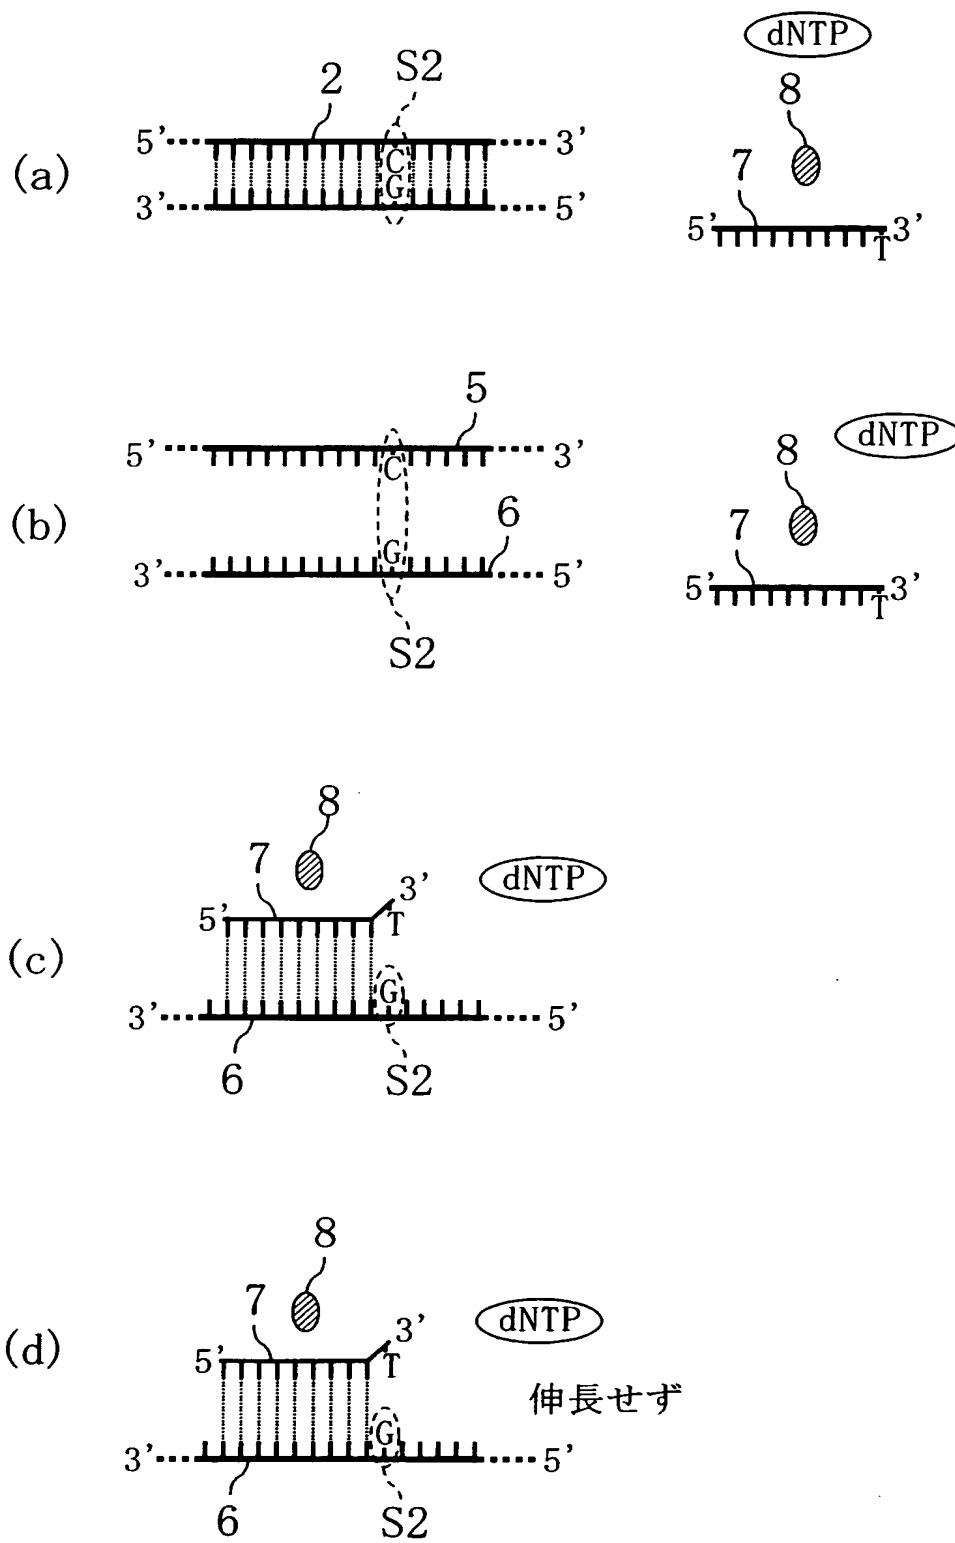 (a)
S2
2
5' 3'
C
G
3' 5'
dNTP
8
7
5' 3'
T
(b)
5
5' 3'
C
6
G
3' 5'
S2
dNTP
8
7
5' 3'
T
(c)
8
7
dNTP
3'
5'
T
G
3' 5'
6
S2
(d)
8
7
dNTP
3'
5'
T
伸長せず
G
3' 5'
6
S2